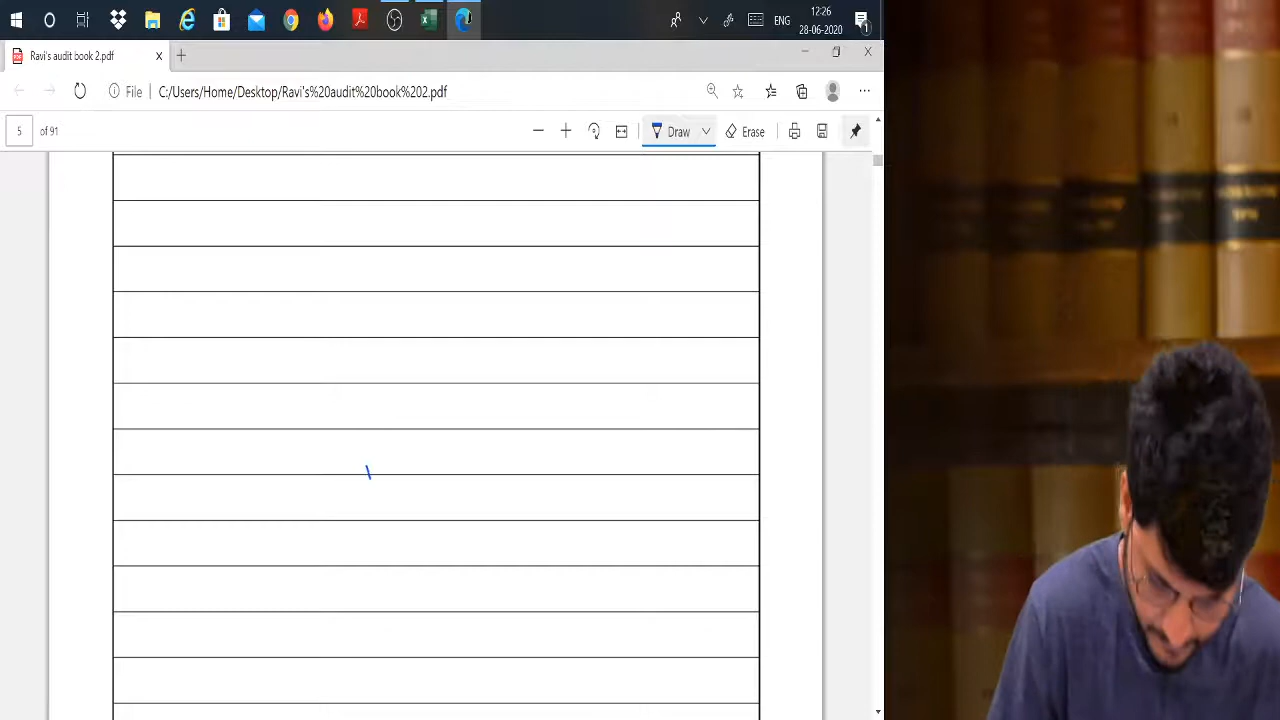 ENG
12:26
28-06-2020
1
Ravi's audit book 2.pdf
File
C:/Users/Home/Desktop/Ravi's%20audit%20book%202.pdf
5 of 91
Draw
Erase